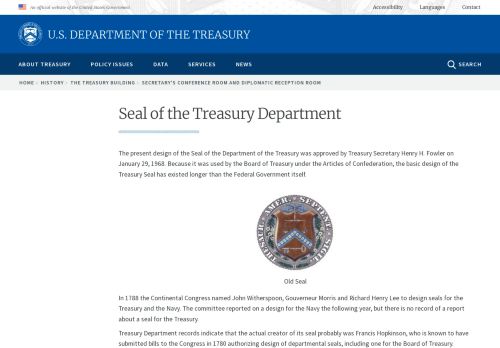 An official website of the United States Government
Accessibility Languages Contact
U.S. DEPARTMENT OF THE TREASURY
ABOUT TREASURY POLICY ISSUES DATA SERVICES NEWS SEARCH
HOME › HISTORY › THE TREASURY BUILDING › SECRETARY'S CONFERENCE ROOM AND DIPLOMATIC RECEPTION ROOM
Seal of the Treasury Department
The present design of the Seal of the Department of the Treasury was approved by Treasury Secretary Henry H. Fowler on
January 29, 1968. Because it was used by the Board of Treasury under the Articles of Confederation, the basic design of the
Treasury Seal has existed longer than the Federal Government itself.
THESAUR. AMER. SEPTENT. SIGIL.
Old Seal
In 1788 the Continental Congress named John Witherspoon, Gouverneur Morris and Richard Henry Lee to design seals for the
Treasury and the Navy. The committee reported on a design for the Navy the following year, but there is no record of a
report about a seal for the Treasury.
Treasury Department records indicate that the actual creator of its seal probably was Francis Hopkinson, who is known to have
submitted bills to the Congress in 1780 authorizing design of departmental seals, including one for the Board of Treasury.